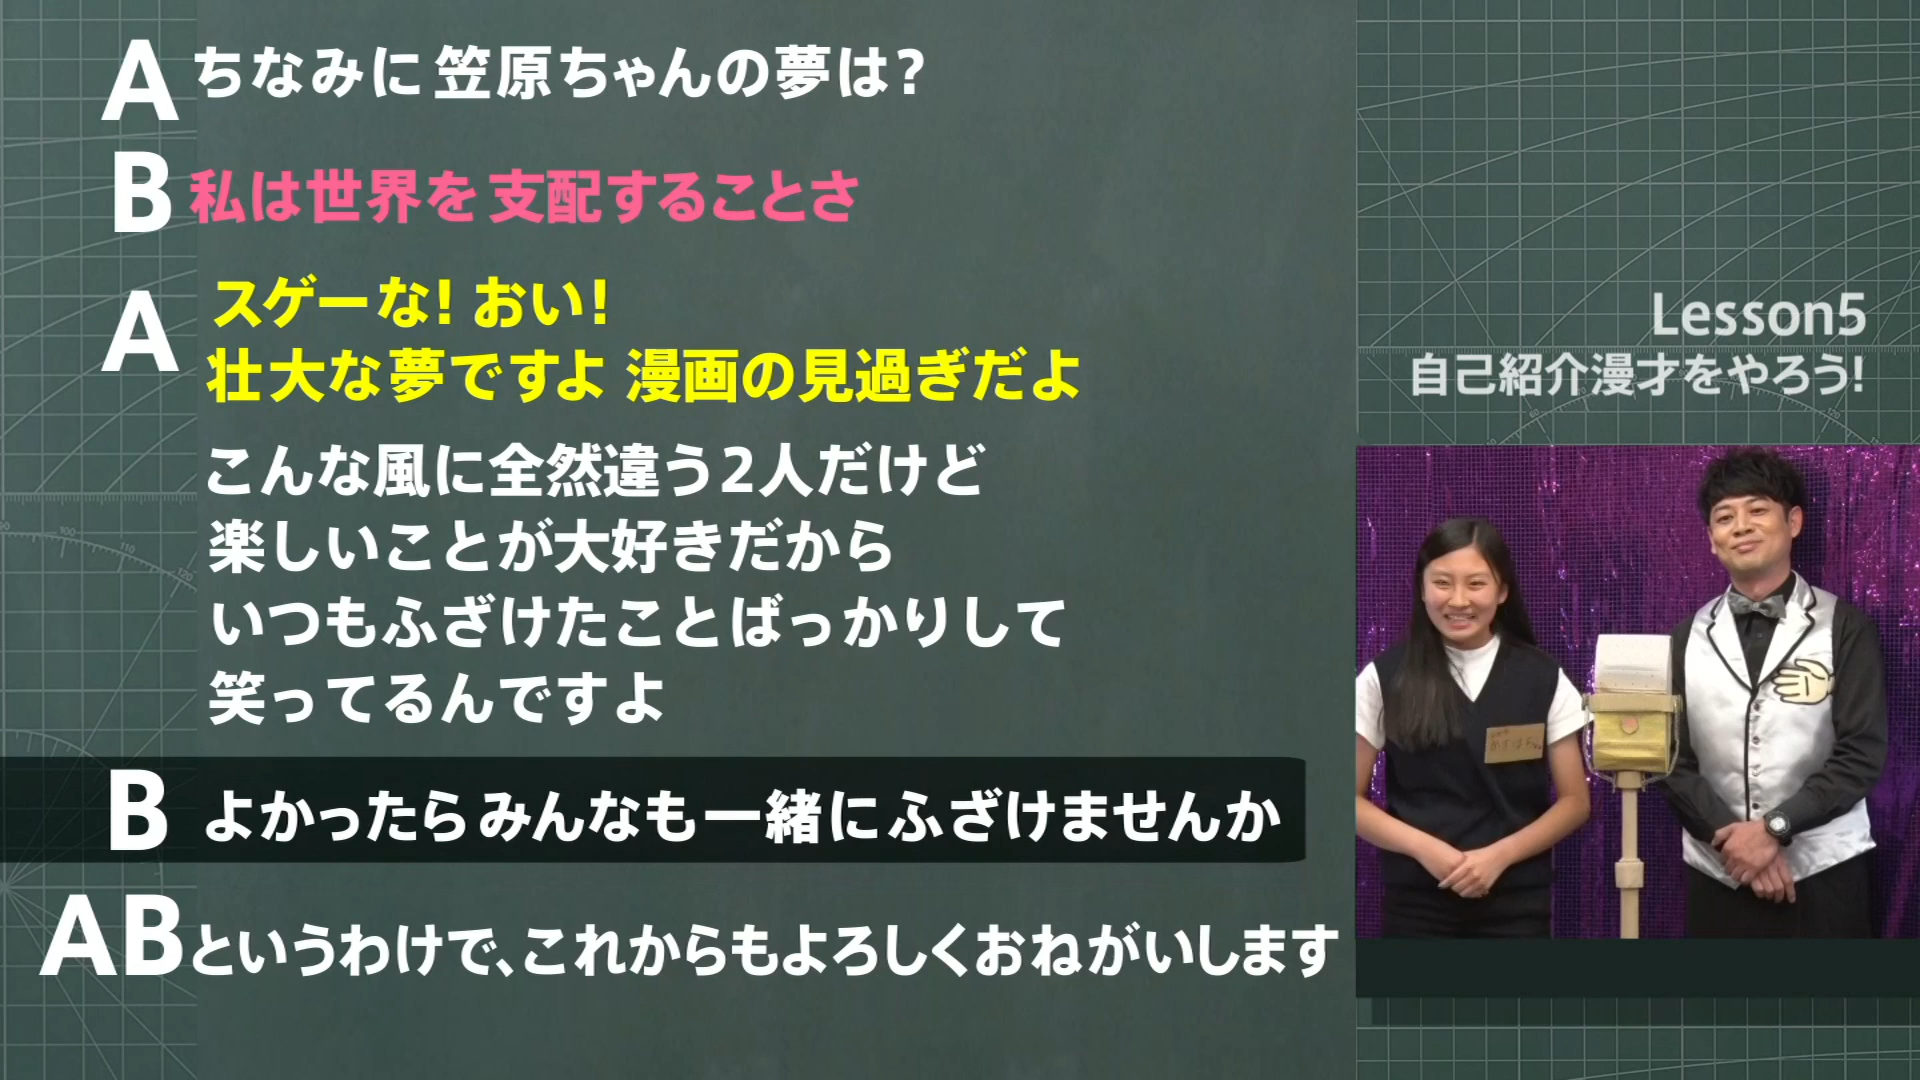 A ちなみに 笠原ちゃんの夢は?
B 私は世界を 支配することさ
A スゲーな! おい!
壮大な夢ですよ 漫画の見過ぎだよ
こんな風に全然違う2人だけど
楽しいことが大好きだから
いつもふざけたことばっかりして
笑ってるんですよ
B よかったら みんなも 一緒に ふざけませんか
AB というわけで、これからもよろしくおねがいします
Lesson5
自己紹介漫才をやろう!